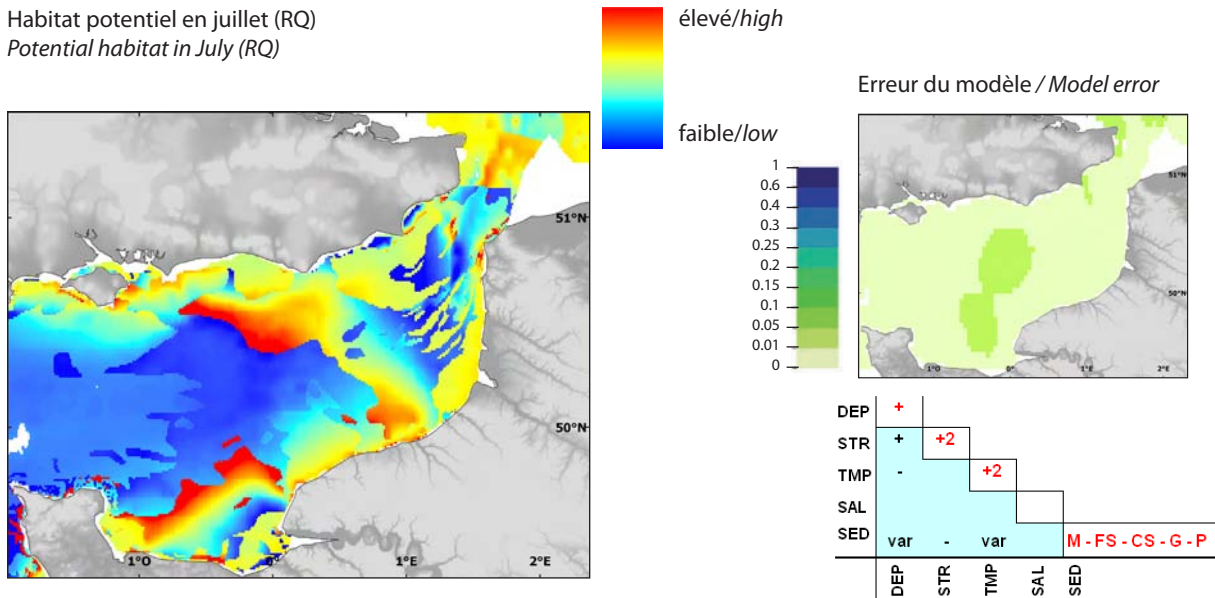 Habitat potentiel en juillet (RQ)
Potential habitat in July (RQ)
élevé/high
faible/low
Erreur du modèle / Model error
51°N
50°N
1°O
0°
1°E
2°E
1
0.6
0.4
0.3
0.25
0.2
0.15
0.1
0.05
0.01
0
51°N
50°N
1°O
0°
1°E
2°E
DEP +
STR + +2
TMP - +2
SAL
SED var - var M - FS - CS - G - P
DEP STR TMP SAL SED